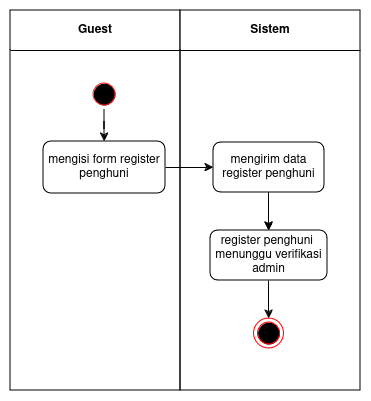 Guest
Sistem
mengisi form register
penghuni
mengirim data
register penghuni
register penghuni
menunggu verifikasi
admin